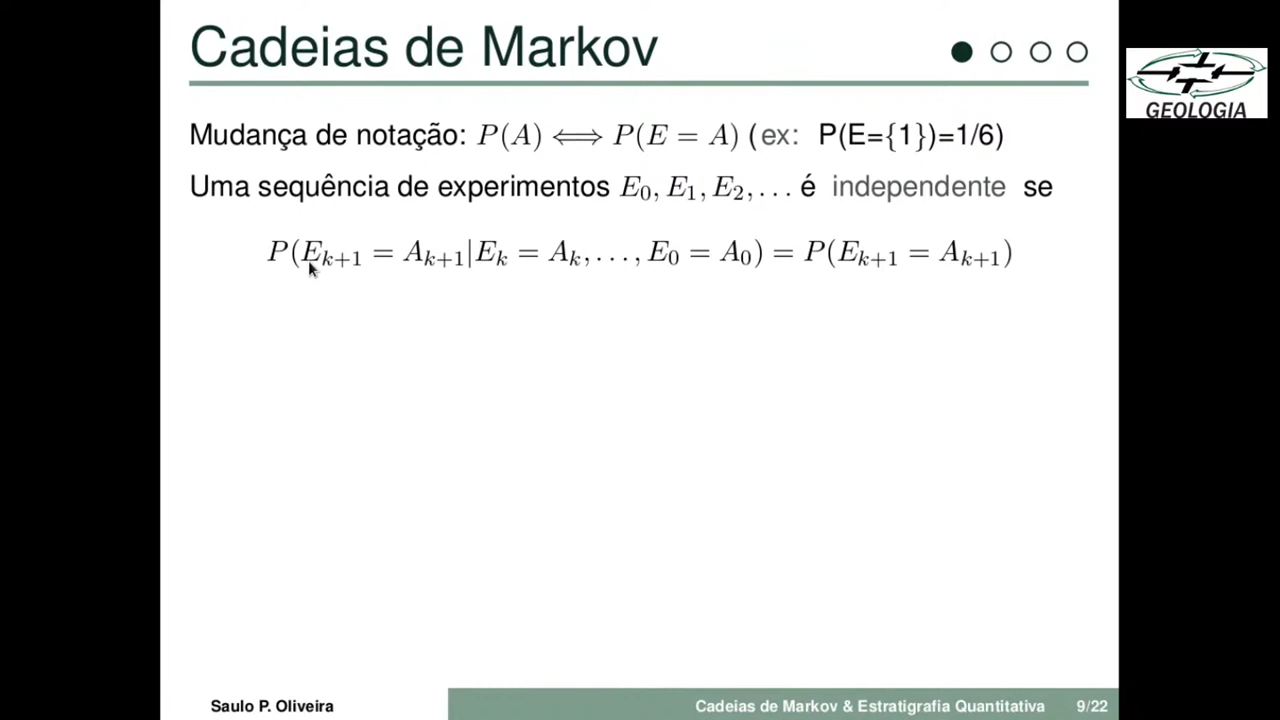 Cadeias de Markov
GEOLOGIA
Mudança de notação: P(A) ⟺ P(E = A) (ex: P(E={1})=1/6)
Uma sequência de experimentos E₀, E₁, E₂, . . . é independente se
P(Eₖ₊₁ = Aₖ₊₁|Eₖ = Aₖ, . . . , E₀ = A₀) = P(Eₖ₊₁ = Aₖ₊₁)
Saulo P. Oliveira
Cadeias de Markov & Estratigrafia Quantitativa 9/22